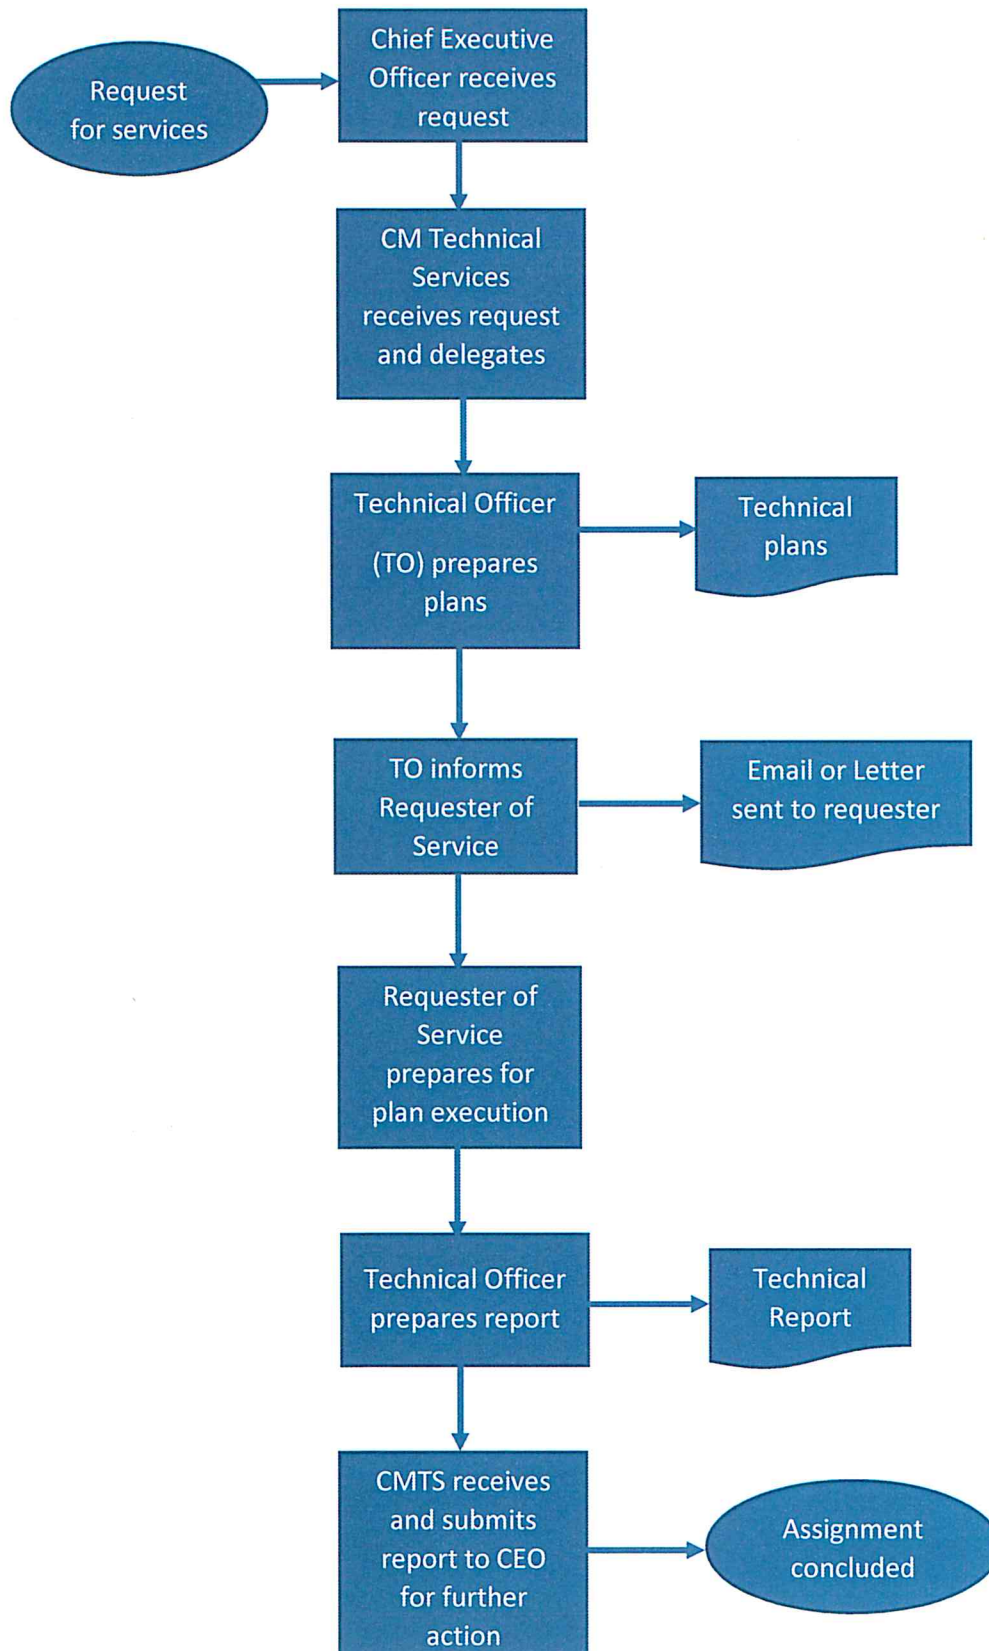 Request
for services
Chief Executive
Officer receives
request
CM Technical
Services
receives request
and delegates
Technical Officer
(TO) prepares
plans
Technical
plans
TO informs
Requester of
Service
Email or Letter
sent to requester
Requester of
Service
prepares for
plan execution
Technical Officer
prepares report
Technical
Report
CMTS receives
and submits
report to CEO
for further
action
Assignment
concluded